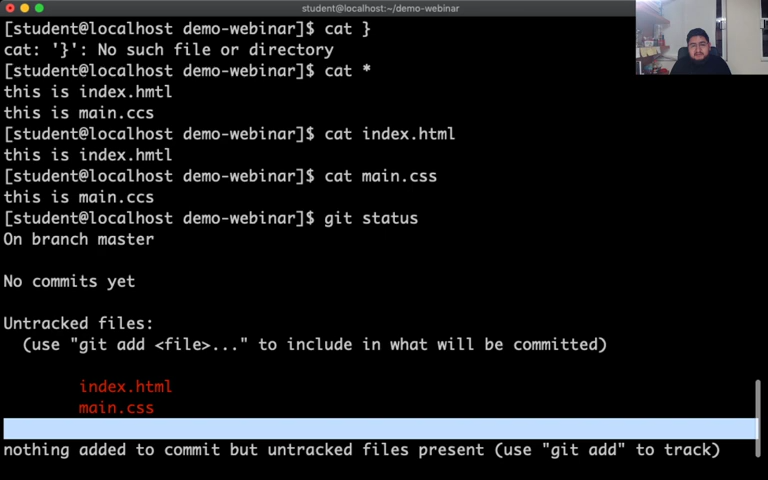 student@localhost:~/demo-webinar
[student@localhost demo-webinar]$ cat }
cat: '}': No such file or directory
[student@localhost demo-webinar]$ cat *
this is index.hmtl
this is main.ccs
[student@localhost demo-webinar]$ cat index.html
this is index.hmtl
[student@localhost demo-webinar]$ cat main.css
this is main.ccs
[student@localhost demo-webinar]$ git status
On branch master
No commits yet
Untracked files:
(use "git add <file>..." to include in what will be committed)
index.html
main.css
nothing added to commit but untracked files present (use "git add" to track)